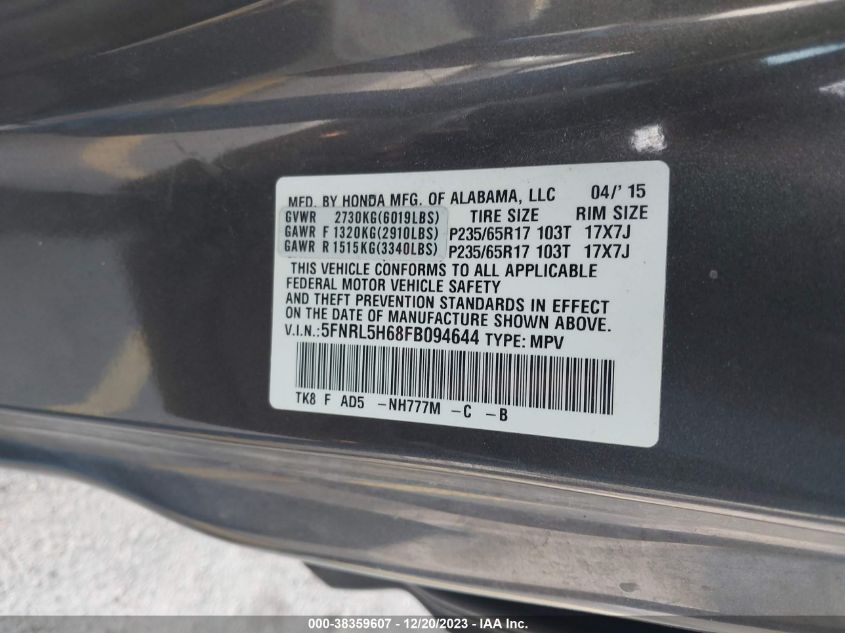 MFD. BY HONDA MFG. OF ALABAMA, LLC 04/' 15
GVWR 2730KG(6019LBS) TIRE SIZE RIM SIZE
GAWR F 1320KG(2910LBS) P235/65R17 103T 17X7J
GAWR R 1515KG(3340LBS) P235/65R17 103T 17X7J
THIS VEHICLE CONFORMS TO ALL APPLICABLE
FEDERAL MOTOR VEHICLE SAFETY
AND THEFT PREVENTION STANDARDS IN EFFECT
ON THE DATE OF MANUFACTURE SHOWN ABOVE.
V.I.N.:5FNRL5H68FB094644 TYPE: MPV
TK8 F AD5 -NH777M -C -B
000-38359607 - 12/20/2023 - IAA Inc.